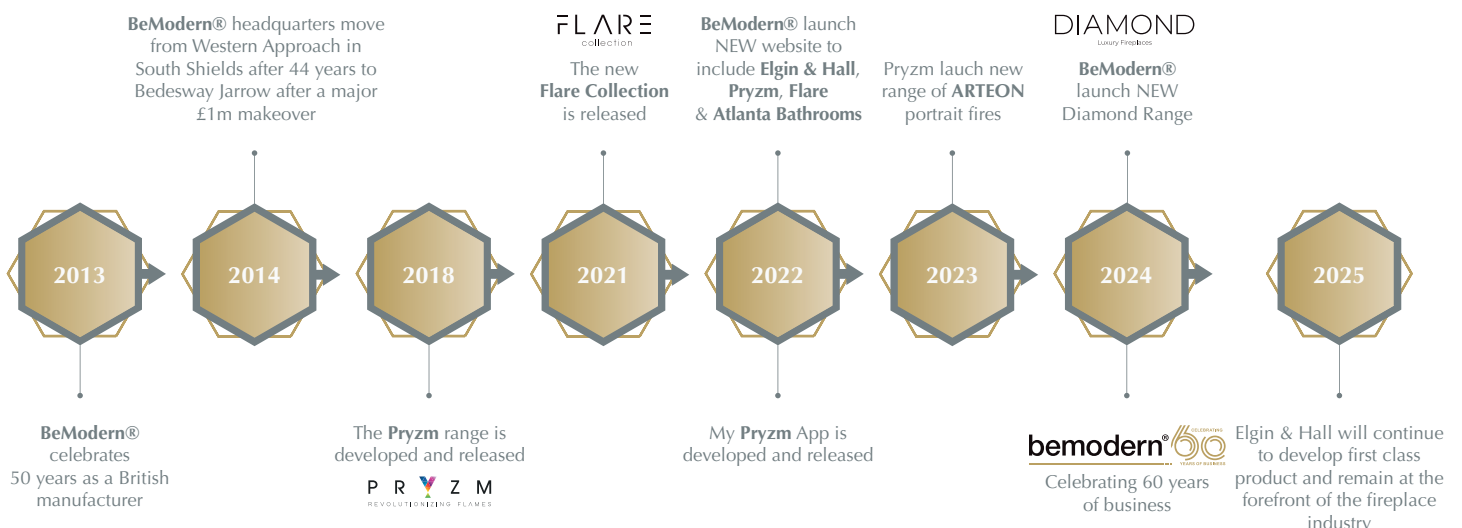 BeModern® headquarters move
from Western Approach in
South Shields after 44 years to
Bedesway Jarrow after a major
£1m makeover
FLARE
collection
The new
Flare Collection
is released
BeModern® launch
NEW website to
include Elgin & Hall,
Pryzm, Flare
& Atlanta Bathrooms
Pryzm lauch new
range of ARTEON
portrait fires
DIAMOND
Luxury Fireplaces
BeModern®
launch NEW
Diamond Range
2013
2014
2018
2021
2022
2023
2024
2025
BeModern®
celebrates
50 years as a British
manufacturer
The Pryzm range is
developed and released
PRYZM
REVOLUTIONIZING FLAMES
My Pryzm App is
developed and released
bemodern®
CELEBRATING
60
YEARS OF BUSINESS
Celebrating 60 years
of business
Elgin & Hall will continue
to develop first class
product and remain at the
forefront of the fireplace
industry